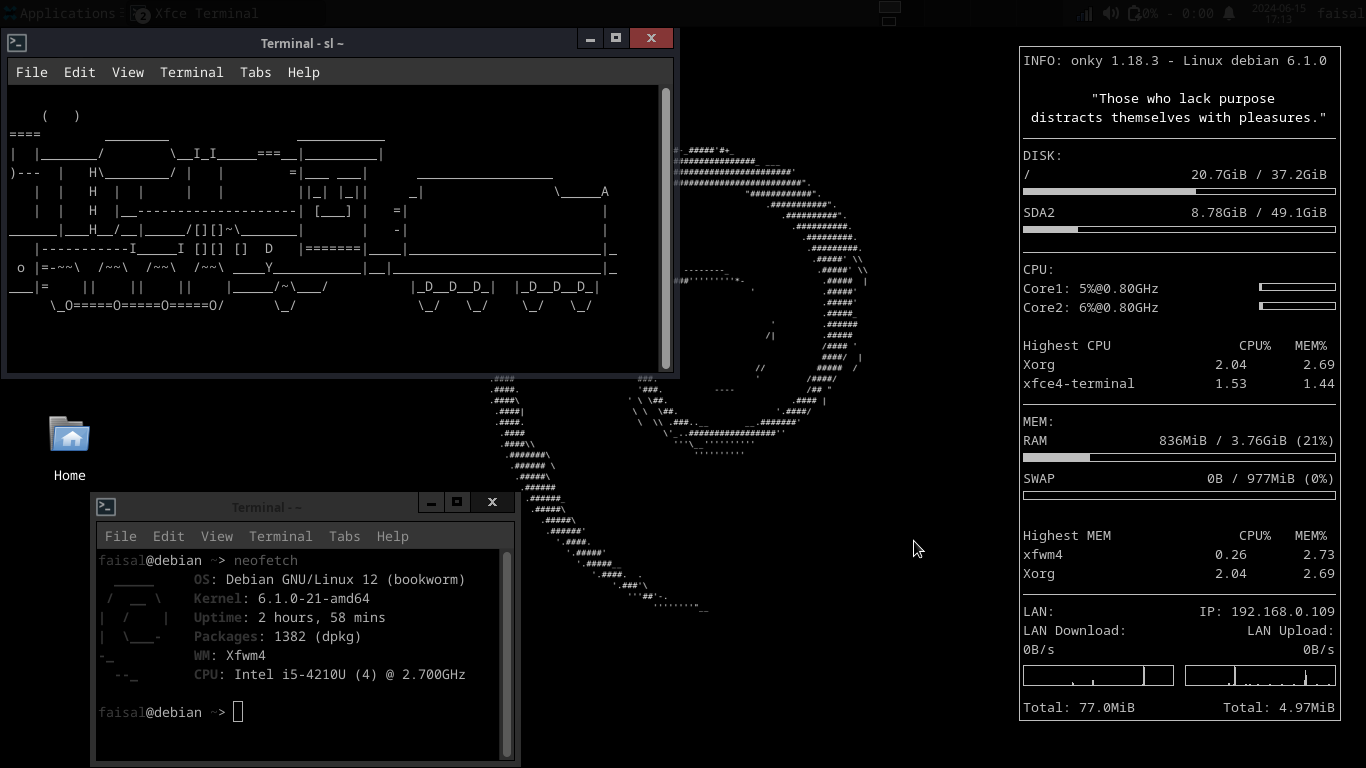 Applications
2 Xfce Terminal
0% - 0:00
2024-06-15
17:13
faisal
Terminal - sl ~
File Edit View Terminal Tabs Help
Home
Terminal - ~
File Edit View Terminal Tabs Help
faisal@debian ~> neofetch
OS: Debian GNU/Linux 12 (bookworm)
Kernel: 6.1.0-21-amd64
Uptime: 2 hours, 58 mins
Packages: 1382 (dpkg)
WM: Xfwm4
CPU: Intel i5-4210U (4) @ 2.700GHz
faisal@debian ~>
INFO: onky 1.18.3 - Linux debian 6.1.0
"Those who lack purpose
distracts themselves with pleasures."
DISK:
/ 20.7GiB / 37.2GiB
SDA2 8.78GiB / 49.1GiB
CPU:
Core1: 5%@0.80GHz
Core2: 6%@0.80GHz
Highest CPU CPU% MEM%
Xorg 2.04 2.69
xfce4-terminal 1.53 1.44
MEM:
RAM 836MiB / 3.76GiB (21%)
SWAP 0B / 977MiB (0%)
Highest MEM CPU% MEM%
xfwm4 0.26 2.73
Xorg 2.04 2.69
LAN: IP: 192.168.0.109
LAN Download: LAN Upload:
0B/s 0B/s
Total: 77.0MiB Total: 4.97MiB